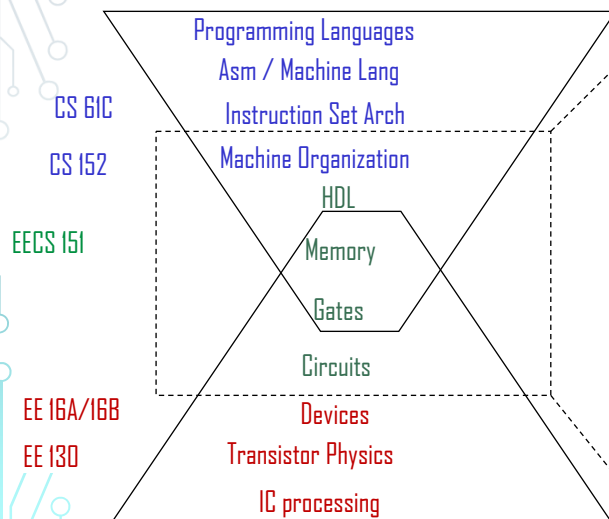 Programming Languages
Asm / Machine Lang
CS 61C
Instruction Set Arch
CS 152
Machine Organization
HDL
EECS 151
Memory
Gates
Circuits
EE 16A/16B
Devices
EE 130
Transistor Physics
IC processing